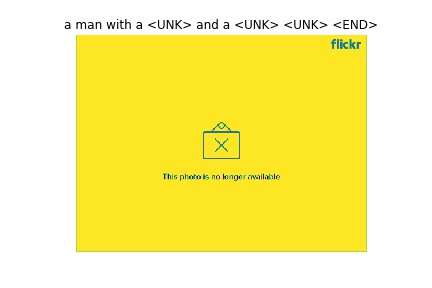 a man with a <UNK> and a <UNK> <UNK> <END>
flickr
This photo is no longer available